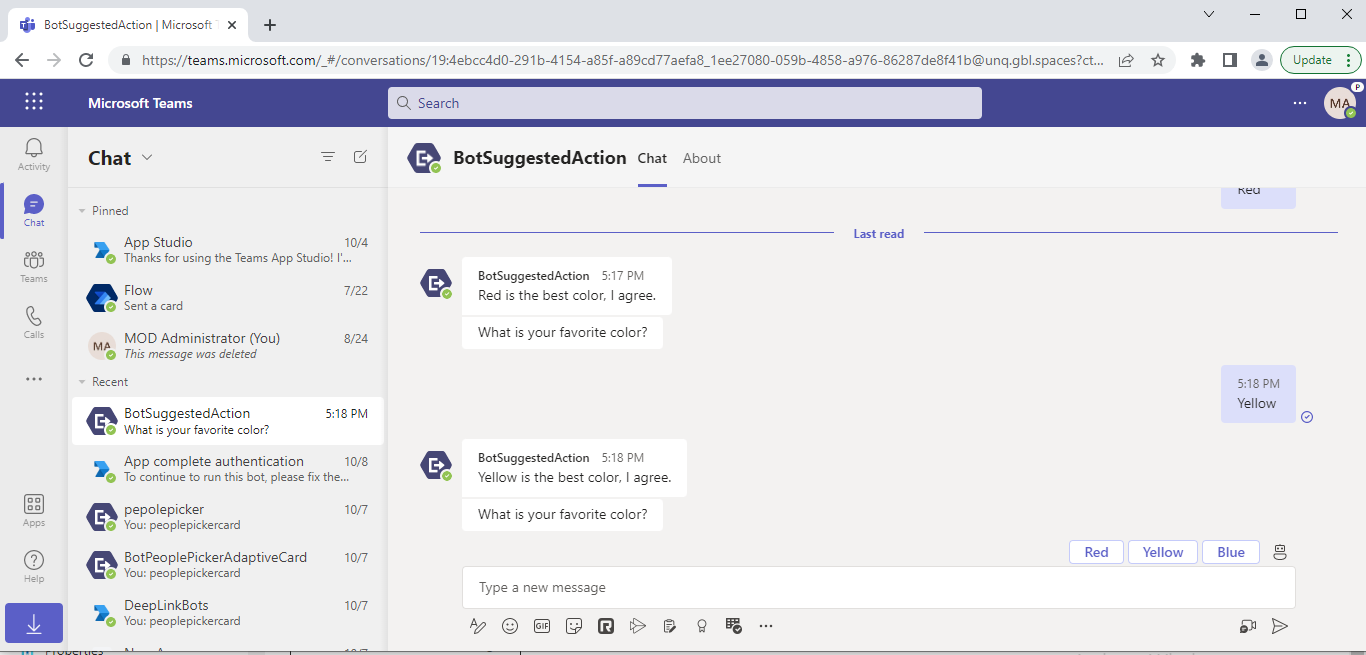 BotSuggestedAction | Microsoft T
https://teams.microsoft.com/_#/conversations/19:4ebcc4d0-291b-4154-a85f-a89cd77aefa8_1ee27080-059b-4858-a976-86287de8f41b@unq.gbl.spaces?ct...
Update
Microsoft Teams
Search
MA
P
Activity
Chat
Teams
Calls
Apps
Help
Chat
Pinned
App Studio 10/4
Thanks for using the Teams App Studio! I'...
Flow 7/22
Sent a card
MA
MOD Administrator (You) 8/24
This message was deleted
Recent
BotSuggestedAction 5:18 PM
What is your favorite color?
App complete authentication 10/8
To continue to run this bot, please fix the...
pepolepicker 10/7
You: peoplepickercard
BotPeoplePickerAdaptiveCard 10/7
You: peoplepickercard
DeepLinkBots 10/7
You: peoplepickercard
BotSuggestedAction Chat About
Red
Last read
BotSuggestedAction 5:17 PM
Red is the best color, I agree.
What is your favorite color?
5:18 PM
Yellow
BotSuggestedAction 5:18 PM
Yellow is the best color, I agree.
What is your favorite color?
Red Yellow Blue
Type a new message
GIF
Properties